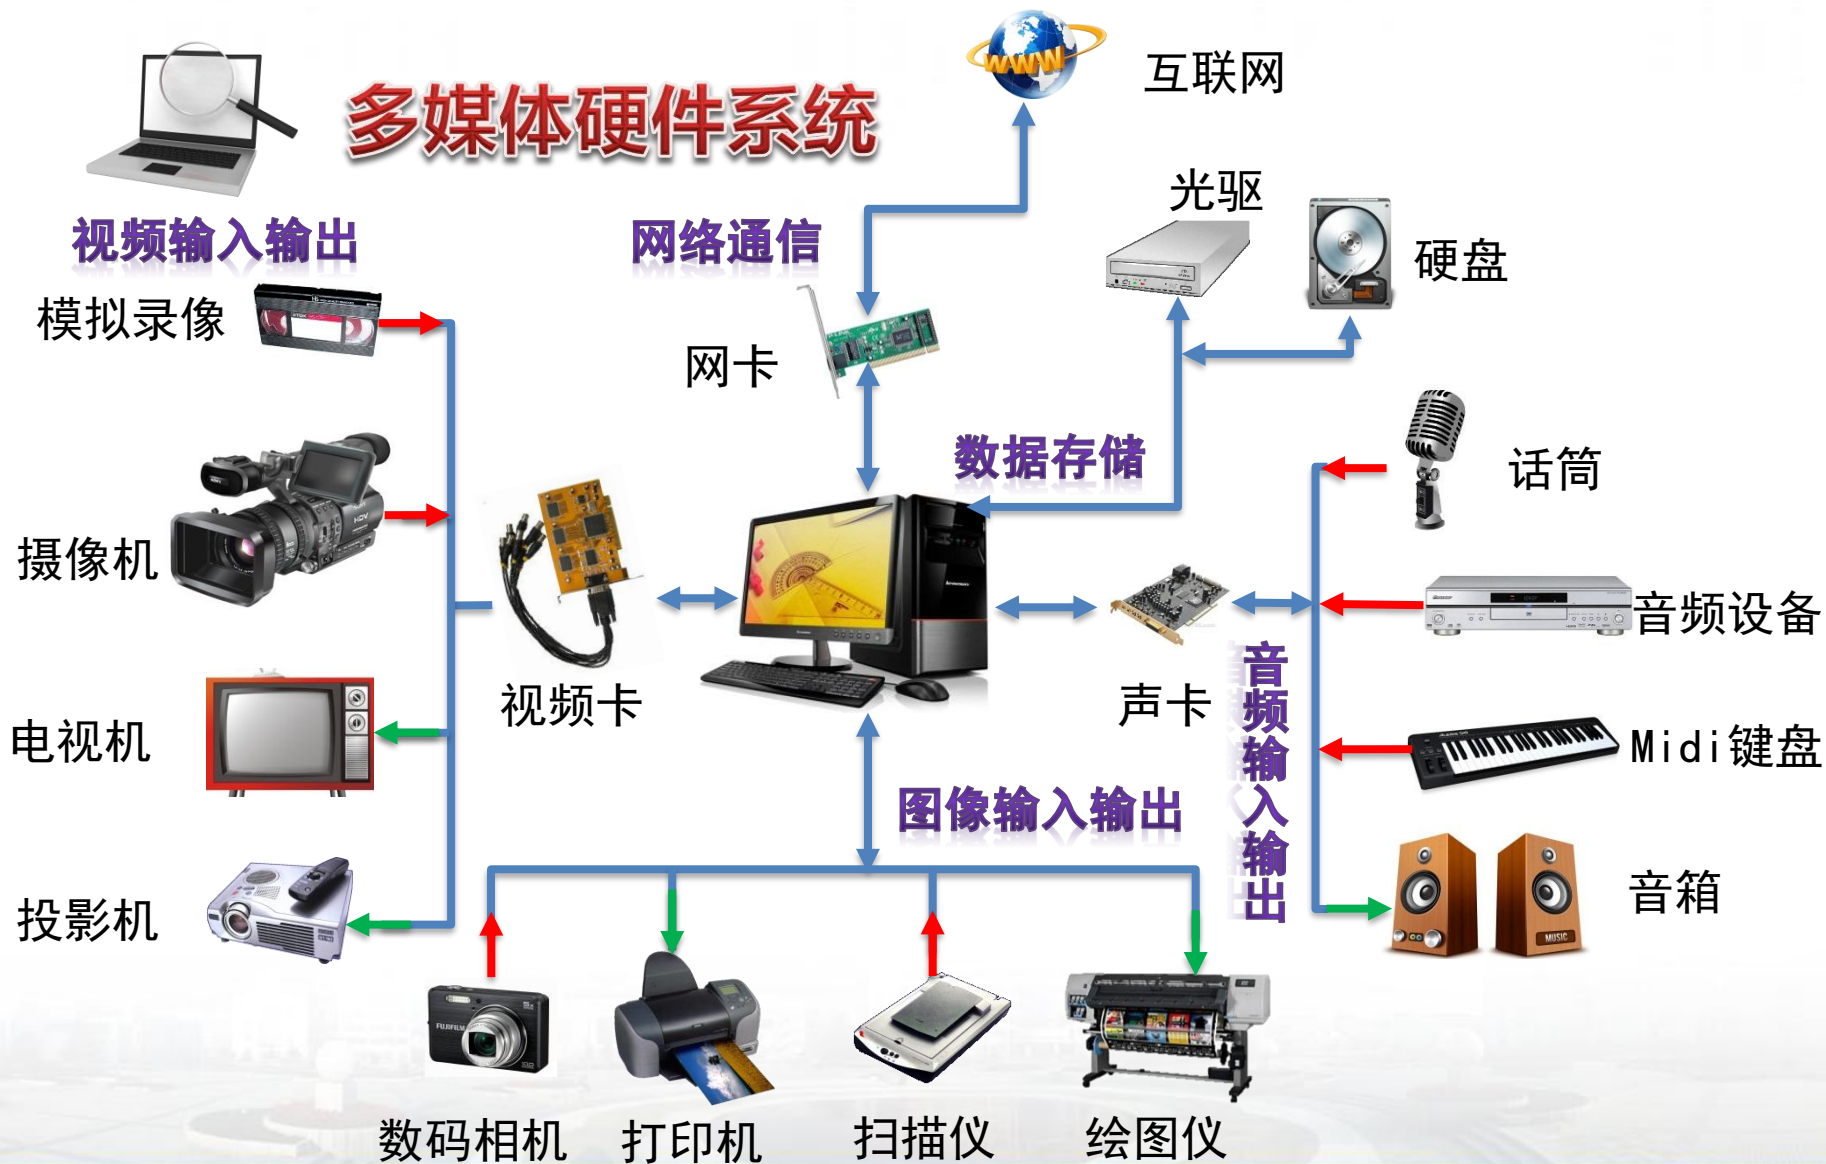 多媒体硬件系统
WWW
互联网
视频输入输出
网络通信
光驱
硬盘
模拟录像
网卡
数据存储
话筒
摄像机
HDV
音频设备
视频卡
声卡
音频输入输出
电视机
Midi键盘
图像输入输出
投影机
音箱
MUSIC
FUJIFILM
数码相机
打印机
扫描仪
绘图仪